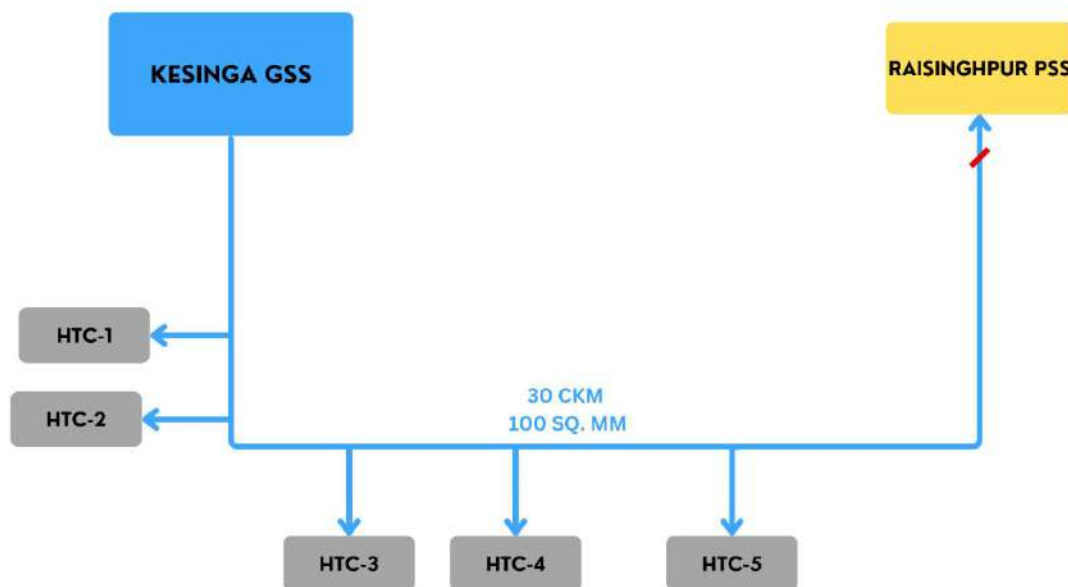 KESINGA GSS
RAISINGHPUR PSS
HTC-1
HTC-2
30 CKM
100 SQ. MM
HTC-3
HTC-4
HTC-5